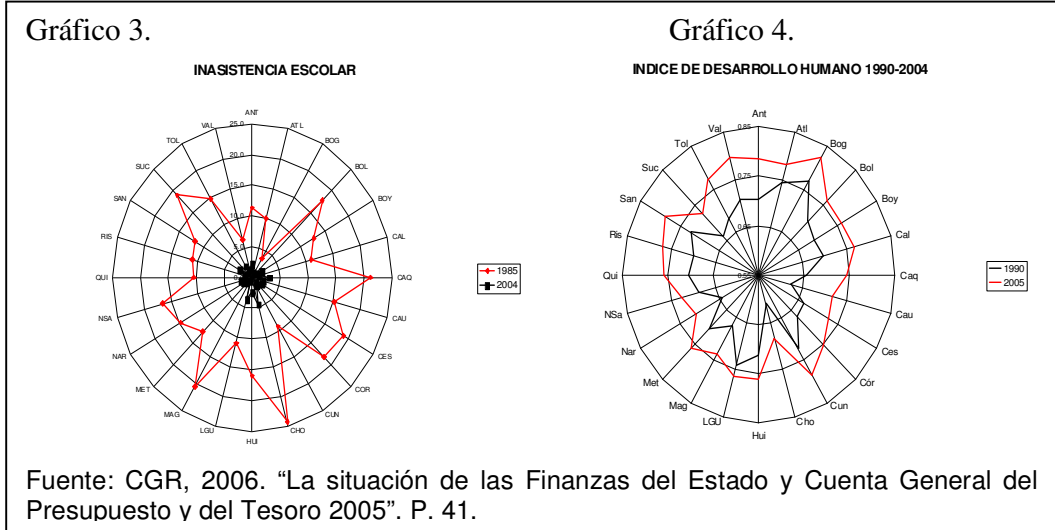 Gráfico 3.
Gráfico 4.
INASISTENCIA ESCOLAR
ANT
ATL
BOG
BOL
BOY
CAL
CAQ
CAU
CES
COR
CUN
CHO
HUI
LGU
MAG
MET
NAR
NSA
QUI
RIS
SAN
SUC
TOL
VAL
25.0
20.0
15.0
10.0
5.0
1985
2004
INDICE DE DESARROLLO HUMANO 1990-2004
Ant
Atl
Bog
Bol
Boy
Cal
Caq
Cau
Ces
Cór
Cun
Cho
Hui
LGU
Mag
Met
Nar
NSa
Qui
Ris
San
Suc
Tol
Val
0,85
0,75
0,65
1990
2005
Fuente: CGR, 2006. “La situación de las Finanzas del Estado y Cuenta General del
Presupuesto y del Tesoro 2005”. P. 41.